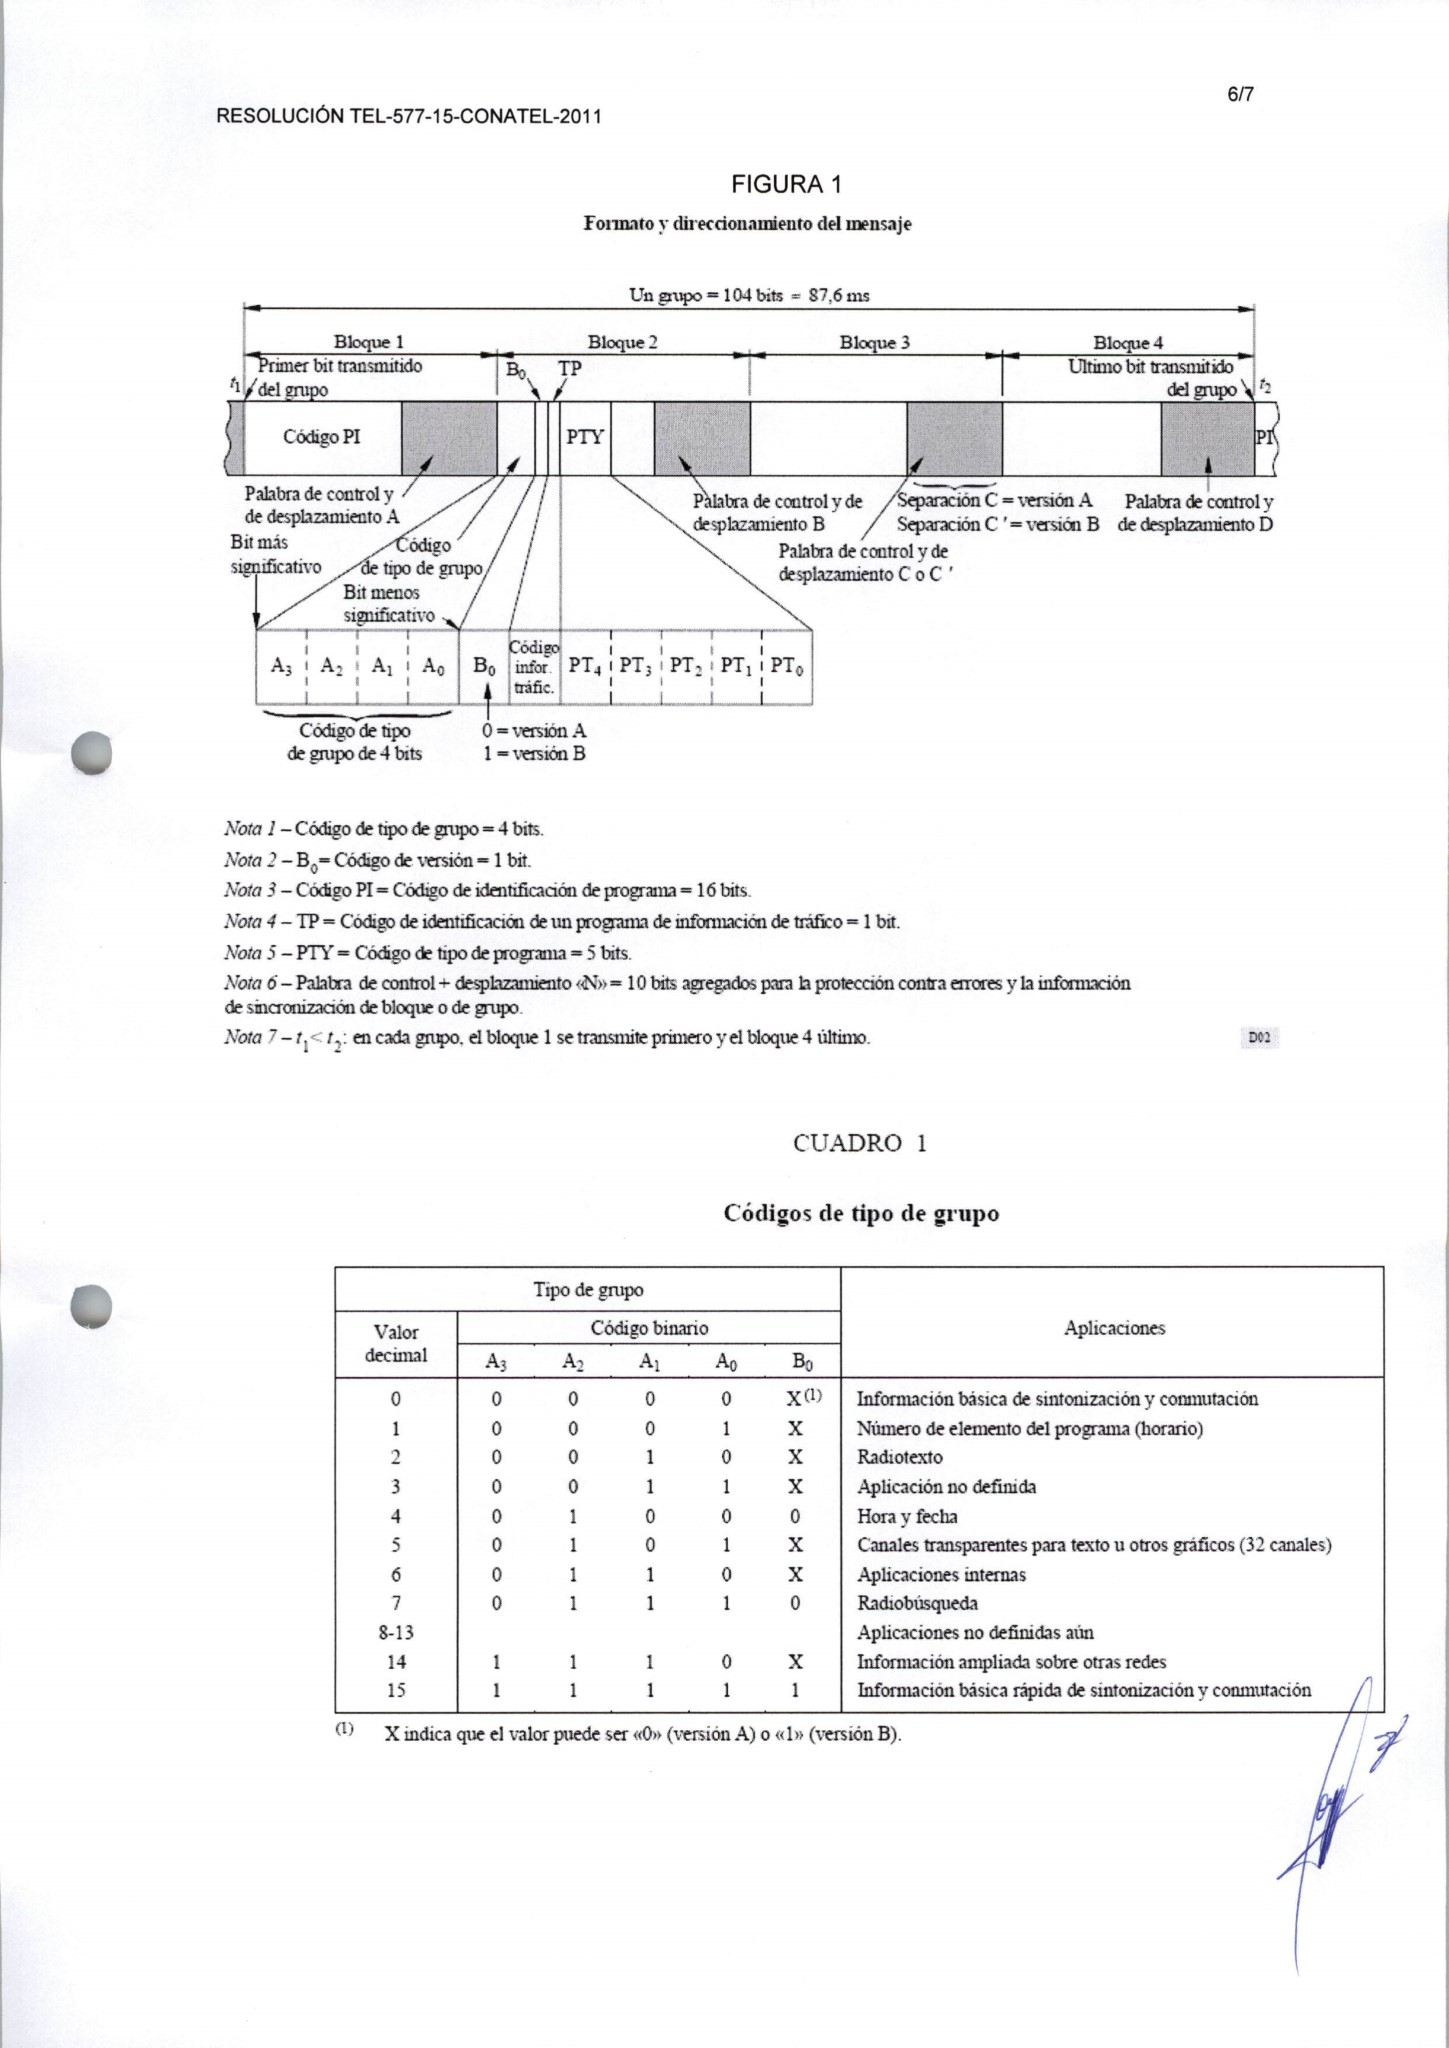 6/7
RESOLUCIÓN TEL-577-15-CONATEL-2011
FIGURA 1
Formato y direccionamiento del mensaje
Un grupo = 104 bits = 87,6 ms
Bloque 1
Bloque 2
Bloque 3
Bloque 4
Primer bit transmitido
del grupo
t1
B0
TP
Ultimo bit transmitido
del grupo
t2
Código PI
PTY
PI
Palabra de control y
de desplazamiento A
Palabra de control y de
desplazamiento B
Separación C = versión A
Separación C ' = versión B
Palabra de control y
de desplazamiento D
Bit más
significativo
Código
de tipo de grupo
Palabra de control y de
desplazamiento C o C '
Bit menos
significativo
A3 A2 A1 A0 B0
Código
infor.
tráfic.
PT4 PT3 PT2 PT1 PT0
Código de tipo
de grupo de 4 bits
0 = versión A
1 = versión B
Nota 1 – Código de tipo de grupo = 4 bits.
Nota 2 – B0= Código de versión = 1 bit.
Nota 3 – Código PI = Código de identificación de programa = 16 bits.
Nota 4 – TP = Código de identificación de un programa de información de tráfico = 1 bit.
Nota 5 – PTY = Código de tipo de programa = 5 bits.
Nota 6 – Palabra de control + desplazamiento «N» = 10 bits agregados para la protección contra errores y la información
de sincronización de bloque o de grupo.
Nota 7 – t1 < t2: en cada grupo, el bloque 1 se transmite primero y el bloque 4 último.
D02
CUADRO 1
Códigos de tipo de grupo
Tipo de grupo
Valor
decimal
Código binario
Aplicaciones
A3 A2 A1 A0 B0
0 0 0 0 0 X(1) Información básica de sintonización y conmutación
1 0 0 0 1 X Número de elemento del programa (horario)
2 0 0 1 0 X Radiotexto
3 0 0 1 1 X Aplicación no definida
4 0 1 0 0 0 Hora y fecha
5 0 1 0 1 X Canales transparentes para texto u otros gráficos (32 canales)
6 0 1 1 0 X Aplicaciones internas
7 0 1 1 1 0 Radiobúsqueda
8-13 Aplicaciones no definidas aún
14 1 1 1 0 X Información ampliada sobre otras redes
15 1 1 1 1 1 Información básica rápida de sintonización y conmutación
(1) X indica que el valor puede ser «0» (versión A) o «1» (versión B).